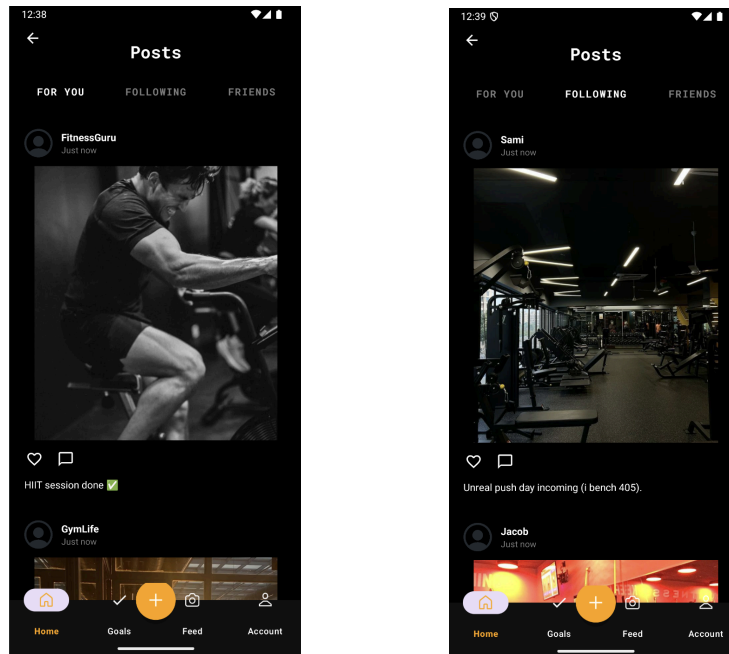 12:38
Posts
FOR YOU FOLLOWING FRIENDS
FitnessGuru
Just now
HIIT session done ✅
GymLife
Just now
Home Goals Feed Account
12:39
Posts
FOR YOU FOLLOWING FRIENDS
Sami
Just now
Unreal push day incoming (i bench 405).
Jacob
Just now
Home Goals Feed Account